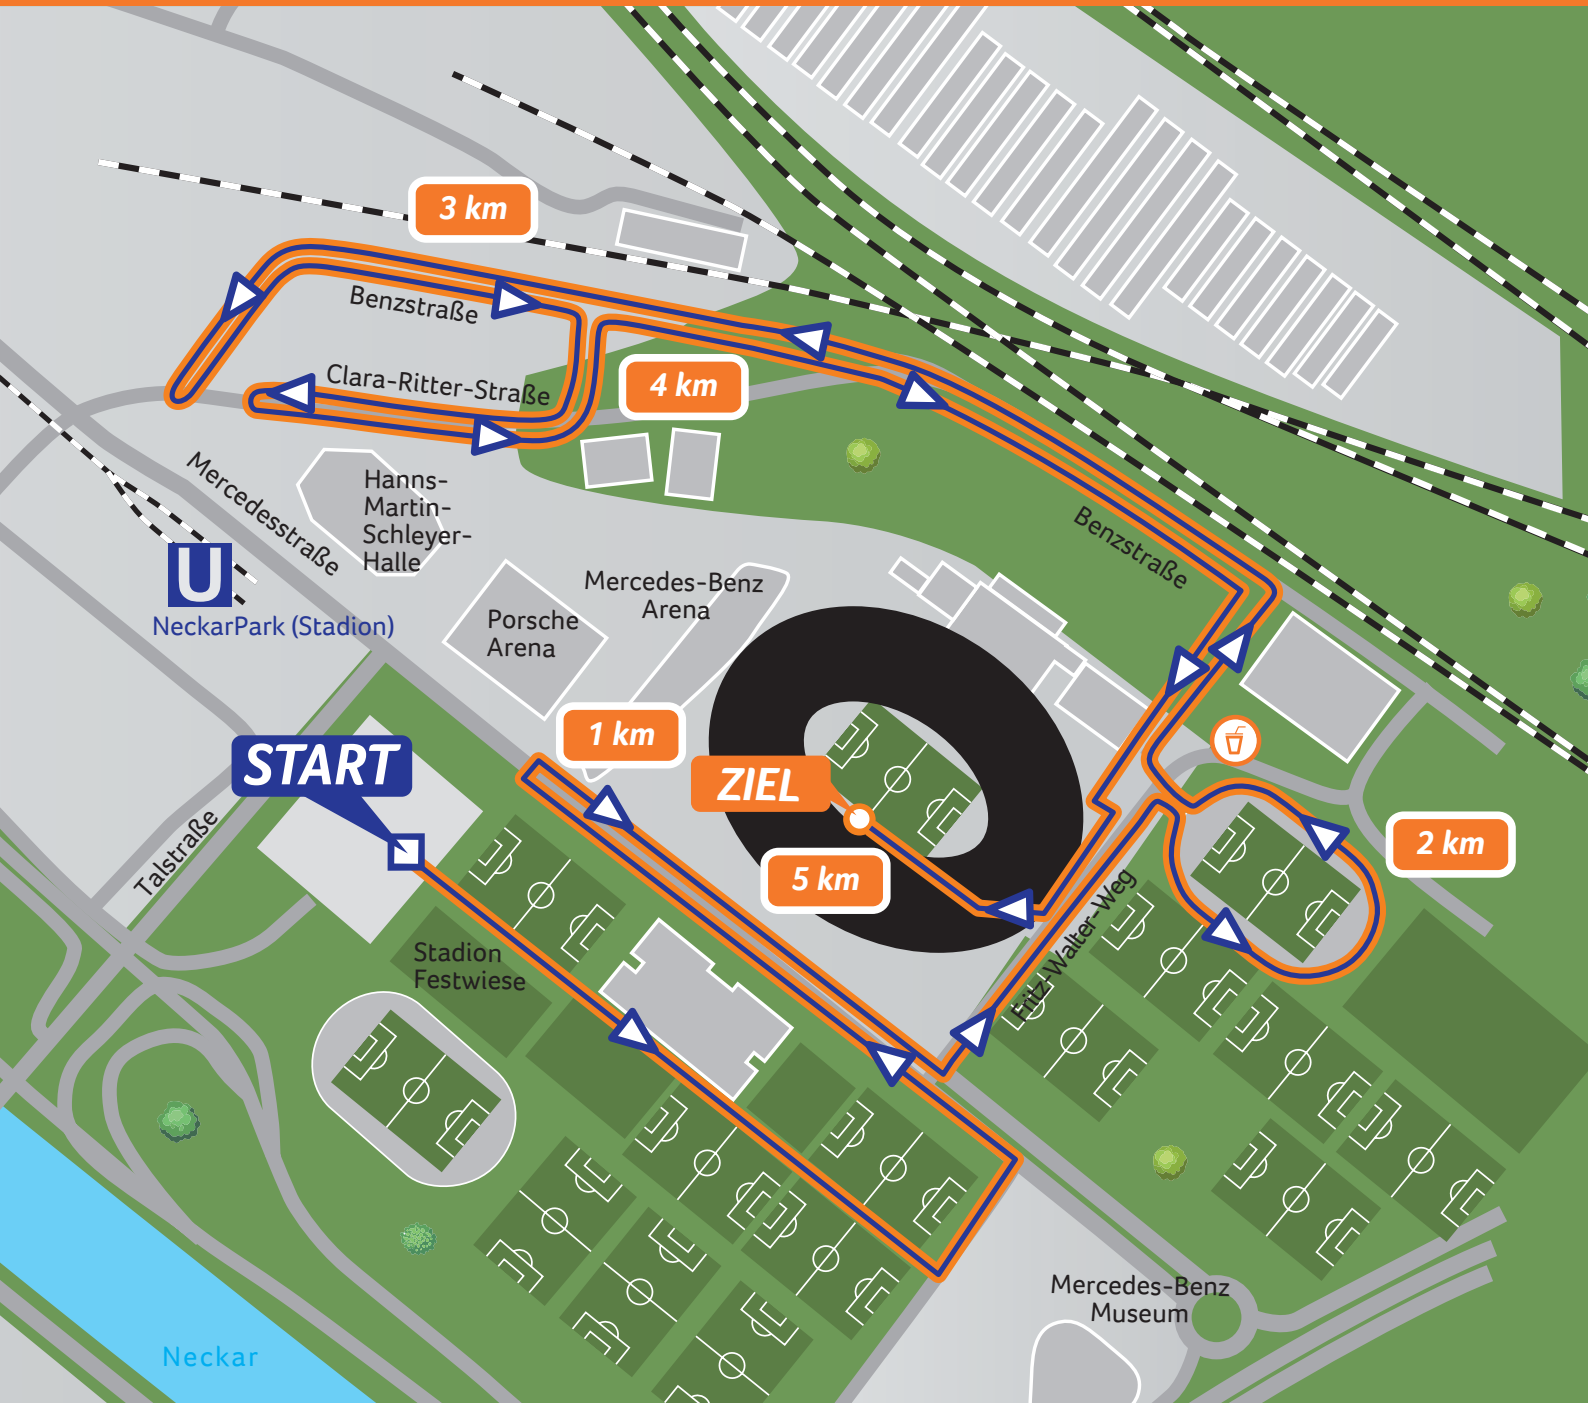 3 km
Benzstraße
Clara-Ritter-Straße
4 km
Mercedesstraße
Hanns-
Martin-
Schleyer-
Halle
Benzstraße
U
NeckarPark (Stadion)
Mercedes-Benz
Arena
Porsche
Arena
1 km
START
ZIEL
2 km
5 km
Talstraße
Fritz-Walter-Weg
Stadion
Festwiese
Mercedes-Benz
Museum
Neckar